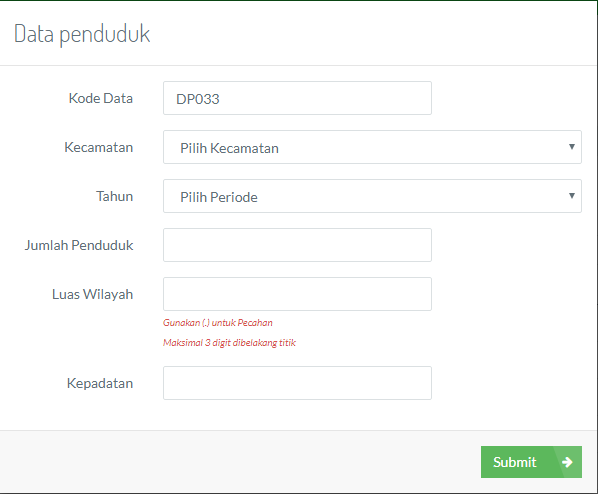 Data penduduk
Kode Data DP033
Kecamatan Pilih Kecamatan
Tahun Pilih Periode
Jumlah Penduduk
Luas Wilayah
Gunakan (.) untuk Pecahan
Maksimal 3 digit dibelakang titik
Kepadatan
Submit